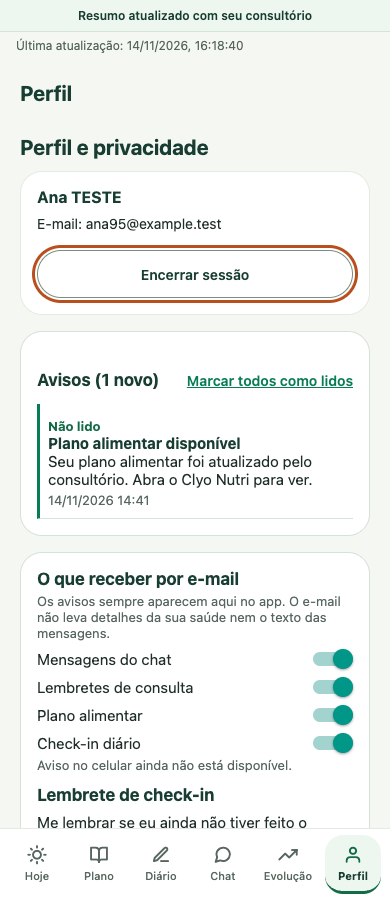 Resumo atualizado com seu consultório
Última atualização: 14/11/2026, 16:18:40
Perfil
Perfil e privacidade
Ana TESTE
E-mail: ana95@example.test
Encerrar sessão
Avisos (1 novo)
Marcar todos como lidos
Não lido
Plano alimentar disponível
Seu plano alimentar foi atualizado pelo
consultório. Abra o Clyo Nutri para ver.
14/11/2026 14:41
O que receber por e-mail
Os avisos sempre aparecem aqui no app. O e-mail
não leva detalhes da sua saúde nem o texto das
mensagens.
Mensagens do chat
Lembretes de consulta
Plano alimentar
Check-in diário
Aviso no celular ainda não está disponível.
Lembrete de check-in
Me lembrar se eu ainda não tiver feito o
Hoje
Plano
Diário
Chat
Evolução
Perfil